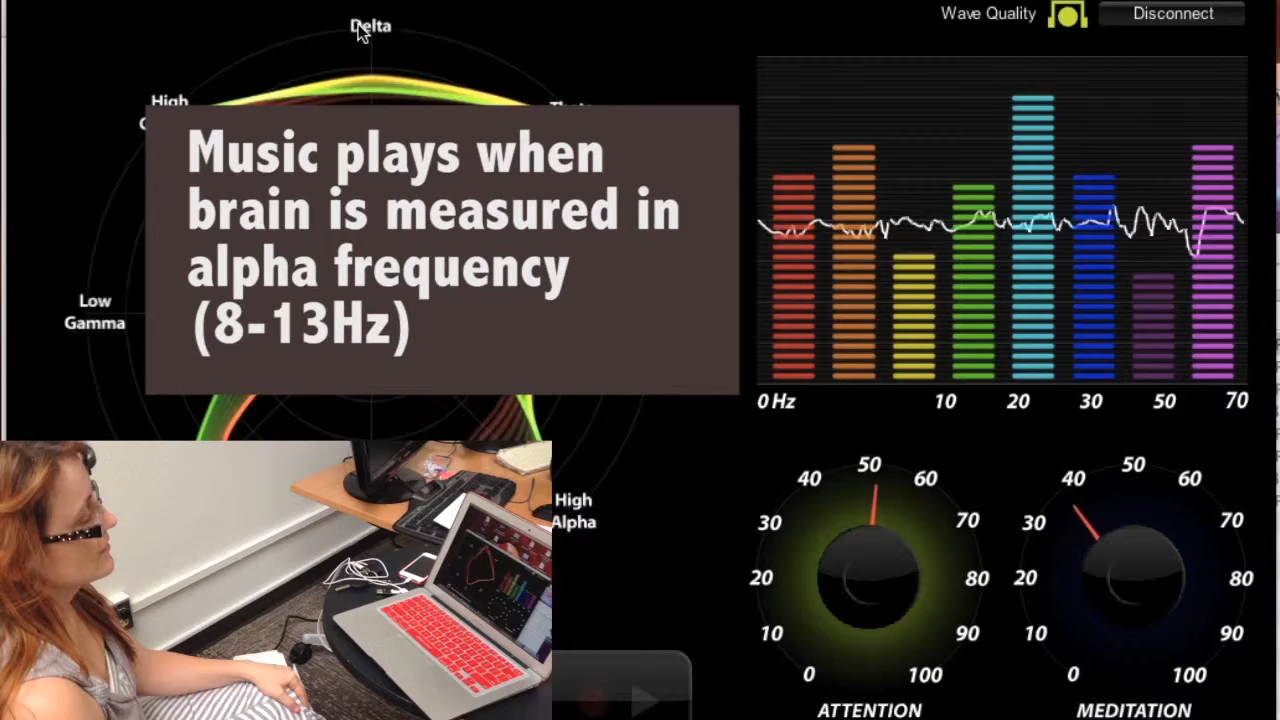 Wave Quality
Disconnect
Delta
High
Music plays when
brain is measured in
alpha frequency
(8-13Hz)
Low
Gamma
High
Alpha
0 Hz 10 20 30 50 70
0 10 20 30 40 50 60 70 80 90 100
ATTENTION
0 10 20 30 40 50 60 70 80 90 100
MEDITATION